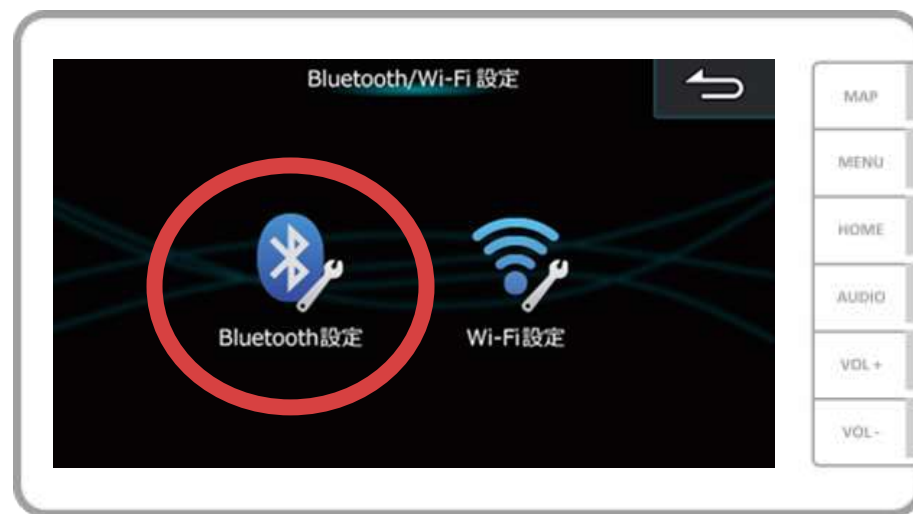 Bluetooth/Wi-Fi 設定
Bluetooth設定
Wi-Fi設定
MAP
MENU
HOME
AUDIO
VOL +
VOL -